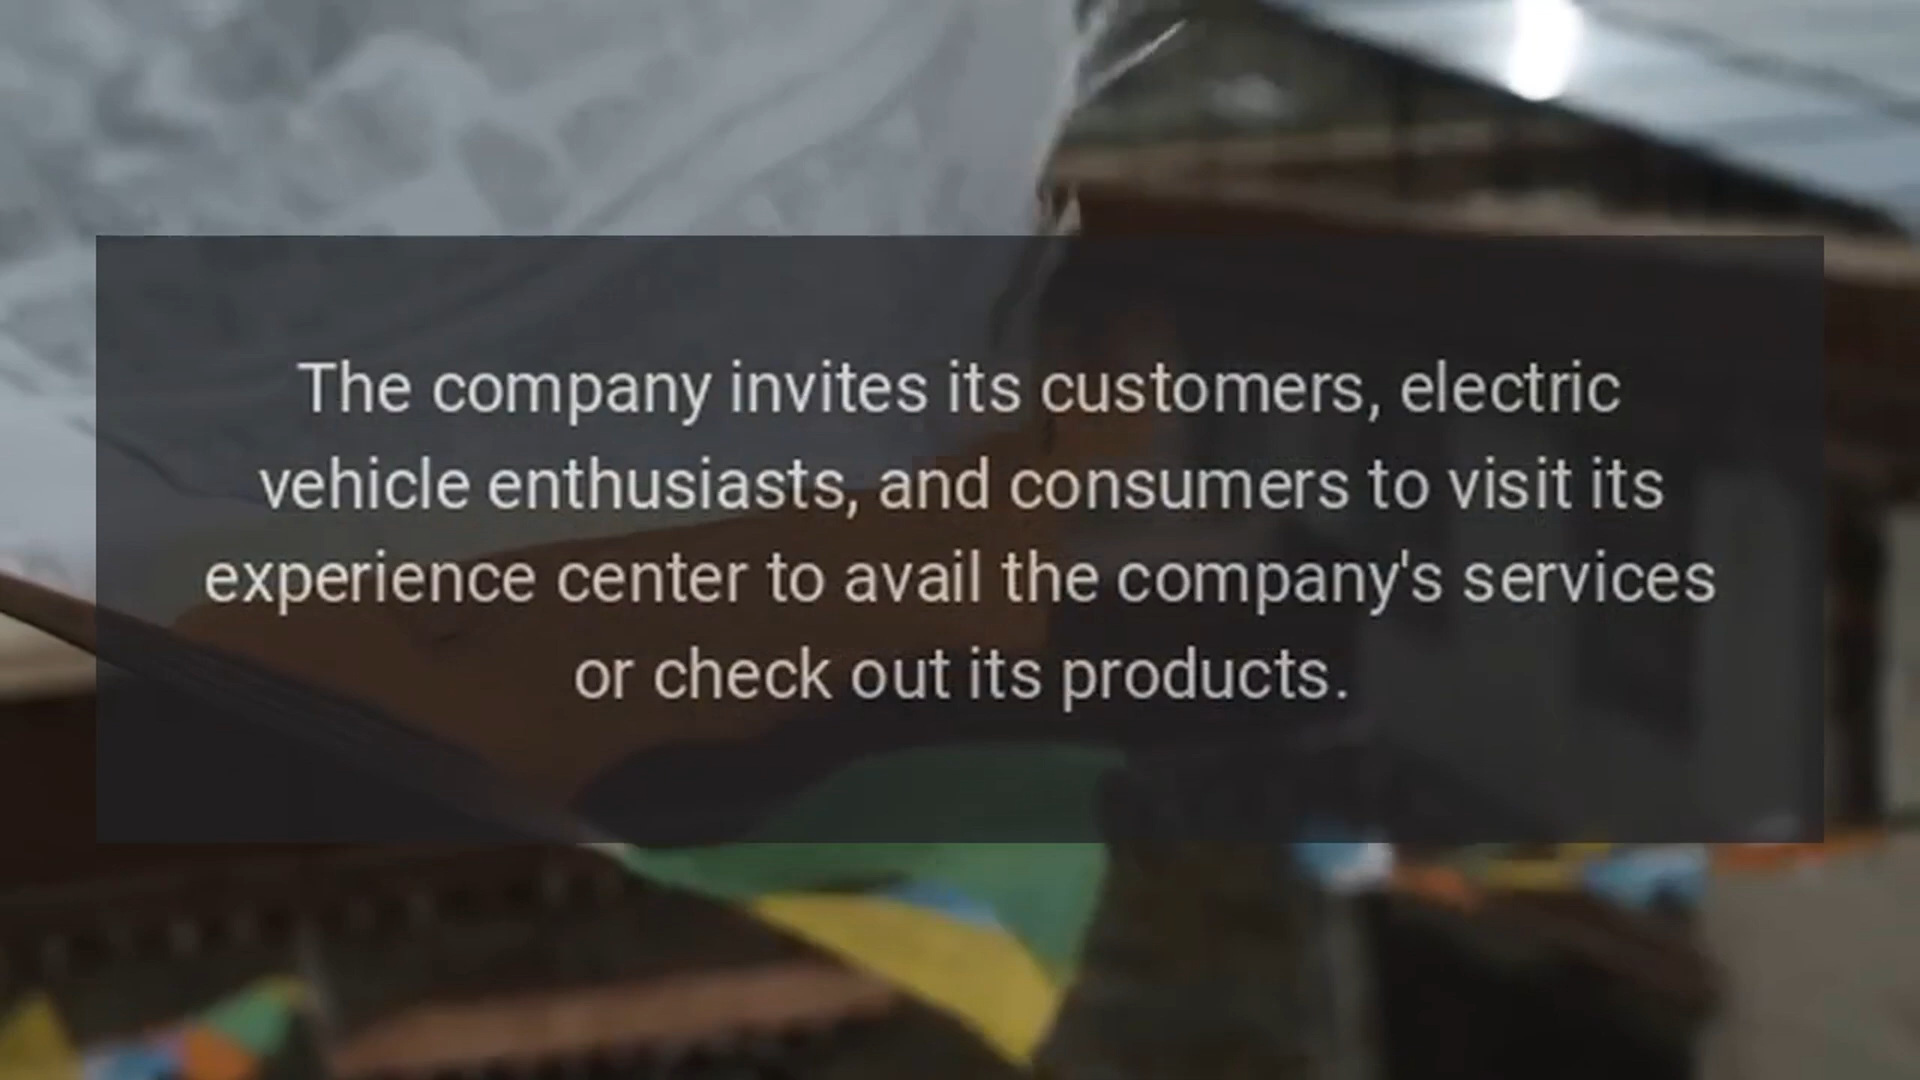 The company invites its customers, electric
vehicle enthusiasts, and consumers to visit its
experience center to avail the company's services
or check out its products.